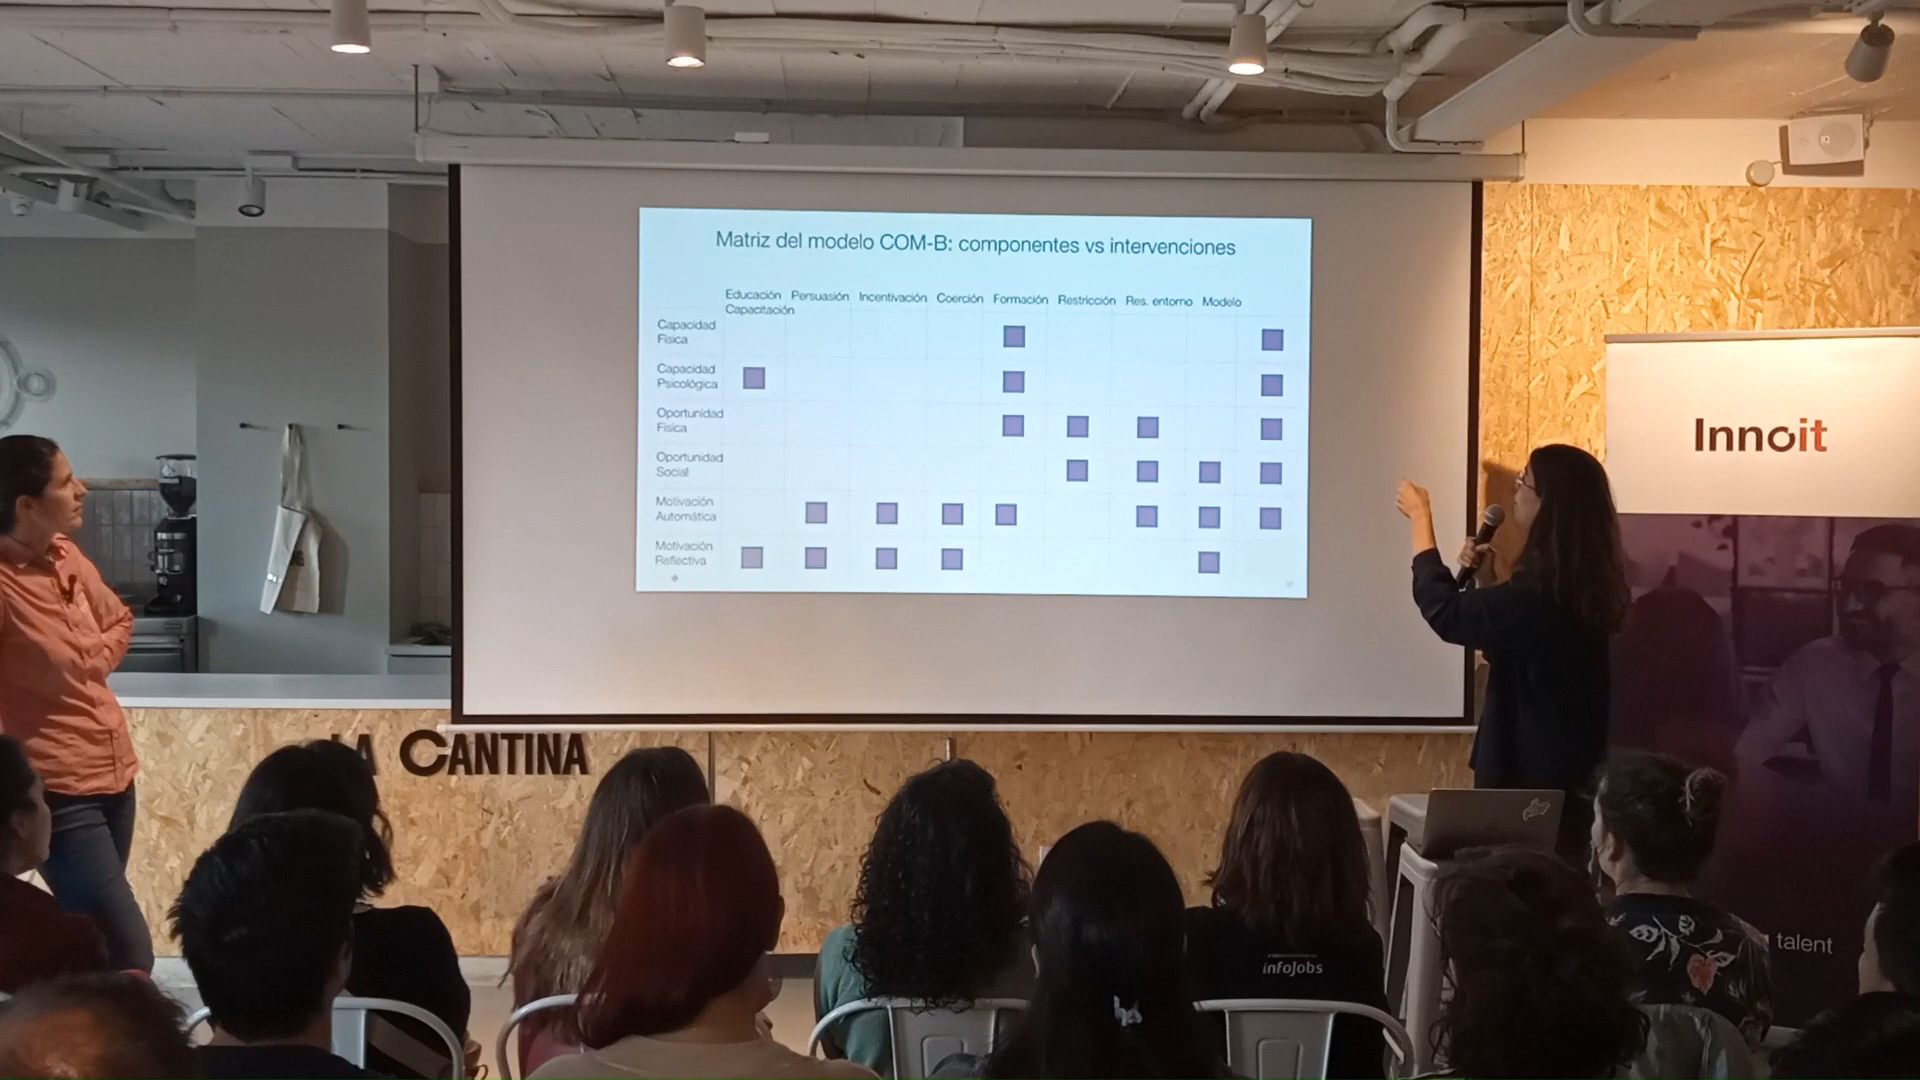 Matriz del modelo COM-B: componentes vs intervenciones
Educación Persuasión Incentivación Coerción Formación Restricción Res. entorno Modelo
Capacitación
Capacidad
Física
Capacidad
Psicológica
Oportunidad
Física
Oportunidad
Social
Motivación
Automática
Motivación
Reflectiva
Innoit
LA CANTINA
infoJobs
talent